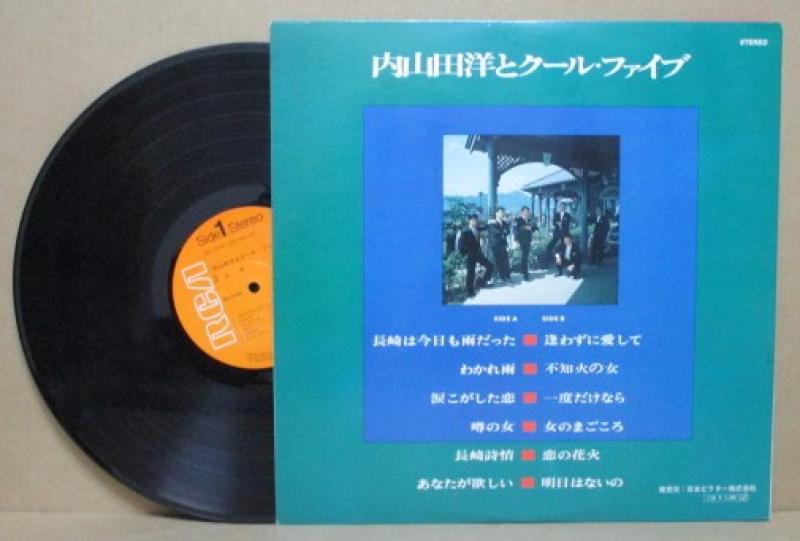 STEREO
内山田洋とクール・ファイブ
Side 1 Stereo
RCA
SIDE A SIDE B
長崎は今日も雨だった 逢わずに愛して
わかれ雨 不知火の女
涙こがした恋 一度だけなら
噂の女 女のまごころ
長崎詩情 恋の花火
あなたが欲しい 明日はないの
発売元:日本ビクター株式会社